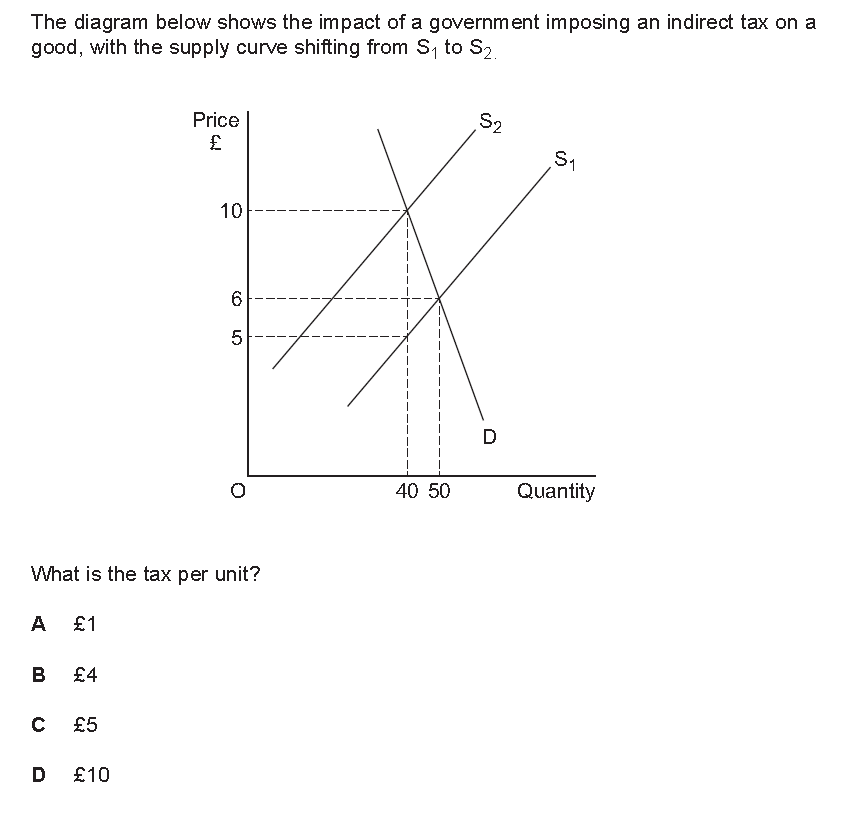 The diagram below shows the impact of a government imposing an indirect tax on a
good, with the supply curve shifting from S₁ to S₂.
Price
£
S₂
S₁
10
6
5
D
O
40 50
Quantity
What is the tax per unit?
A £1
B £4
C £5
D £10